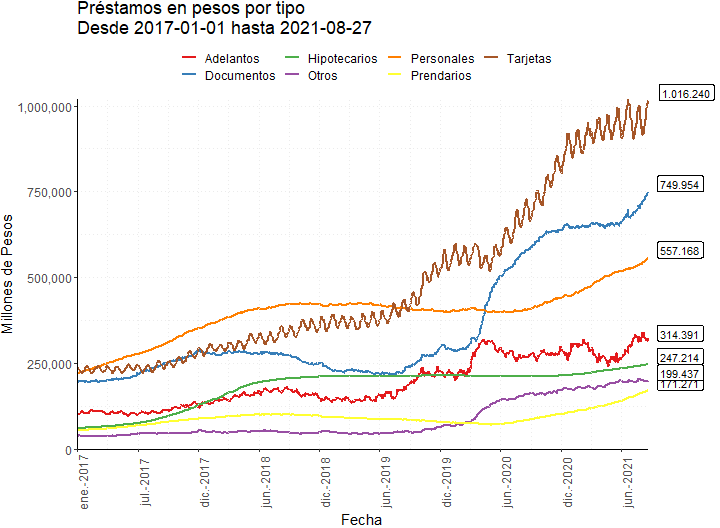 Préstamos en pesos por tipo
Desde 2017-01-01 hasta 2021-08-27
Adelantos Hipotecarios Personales Tarjetas
Documentos Otros Prendarios
Millones de Pesos
1,000,000
750,000
500,000
250,000
0
1.016.240
749.954
557.168
314.391
247.214
199.437
171.271
ene.-2017 jul.-2017 dic.-2017 jun.-2018 dic.-2018 jun.-2019 dic.-2019 jun.-2020 dic.-2020 jun.-2021
Fecha